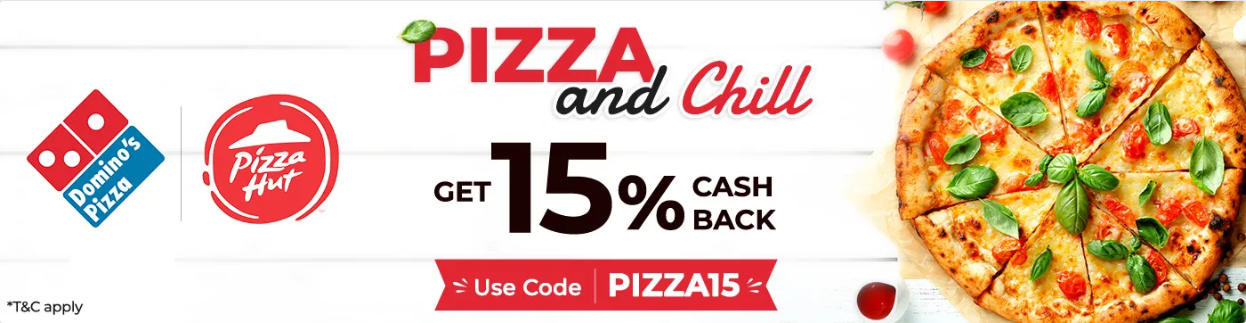 Domino's
Pizza
Pizza
Hut
PIZZA
and Chill
GET 15% CASH
BACK
Use Code PIZZA15
*T&C apply